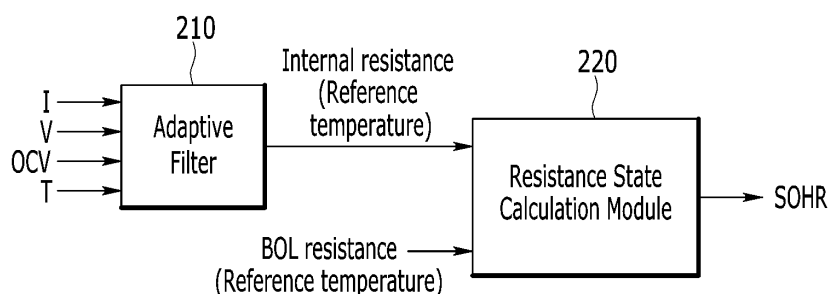 210
I
V
OCV
T
Adaptive
Filter
Internal resistance
(Reference
temperature)
220
Resistance State
Calculation Module
SOHR
BOL resistance
(Reference temperature)